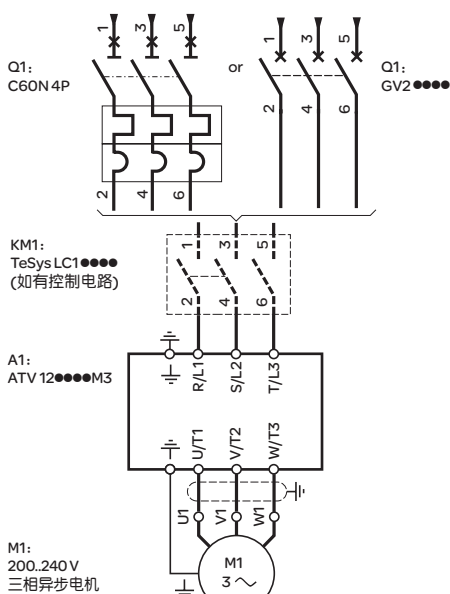 1 3 5
1 3 5
Q1:
C60N 4P
or
Q1:
GV2●●●●
2 4 6
2 4 6
KM1:
TeSys LC1●●●●
(如有控制电路)
1 3 5
2 4 6
A1:
ATV 12●●●●M3
R/L1 S/L2 T/L3
U/T1 V/T2 W/T3
U1 V1 W1
M1:
200..240 V
三相异步电机
M1
3 ~